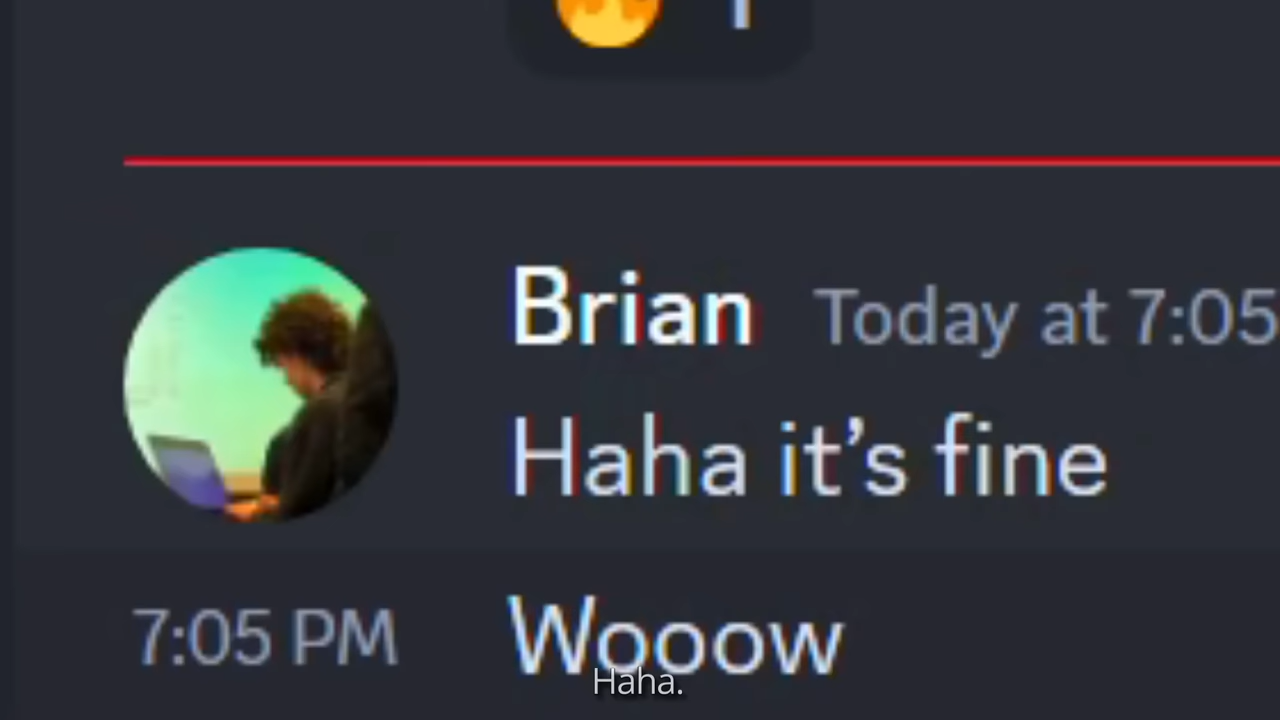 Brian Today at 7:05
Haha it’s fine
7:05 PM Wooow
Haha.